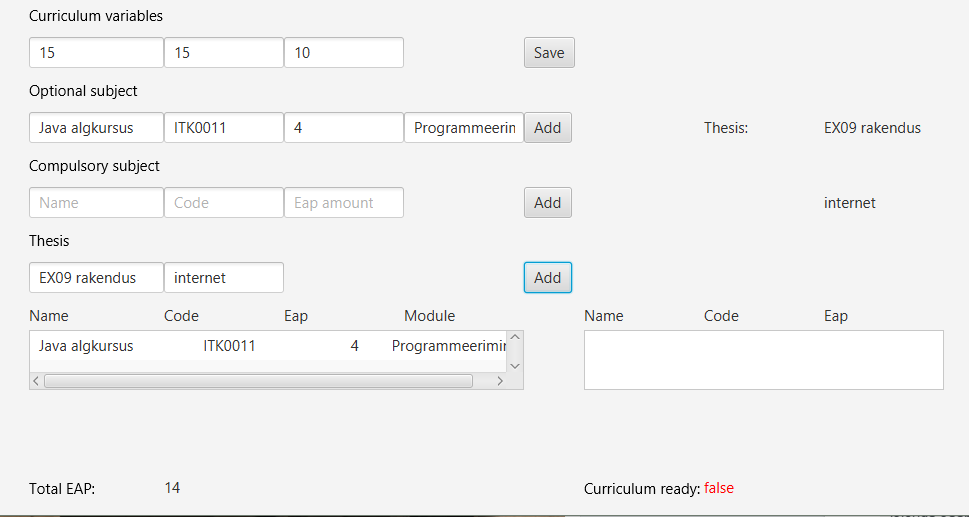 Curriculum variables
15 15 10 Save
Optional subject
Java algkursus ITK0011 4 Programmeerin Add Thesis: EX09 rakendus
Compulsory subject
Name Code Eap amount Add internet
Thesis
EX09 rakendus internet Add
Name Code Eap Module Name Code Eap
Java algkursus ITK0011 4 Programmeerimin
Total EAP: 14 Curriculum ready: false